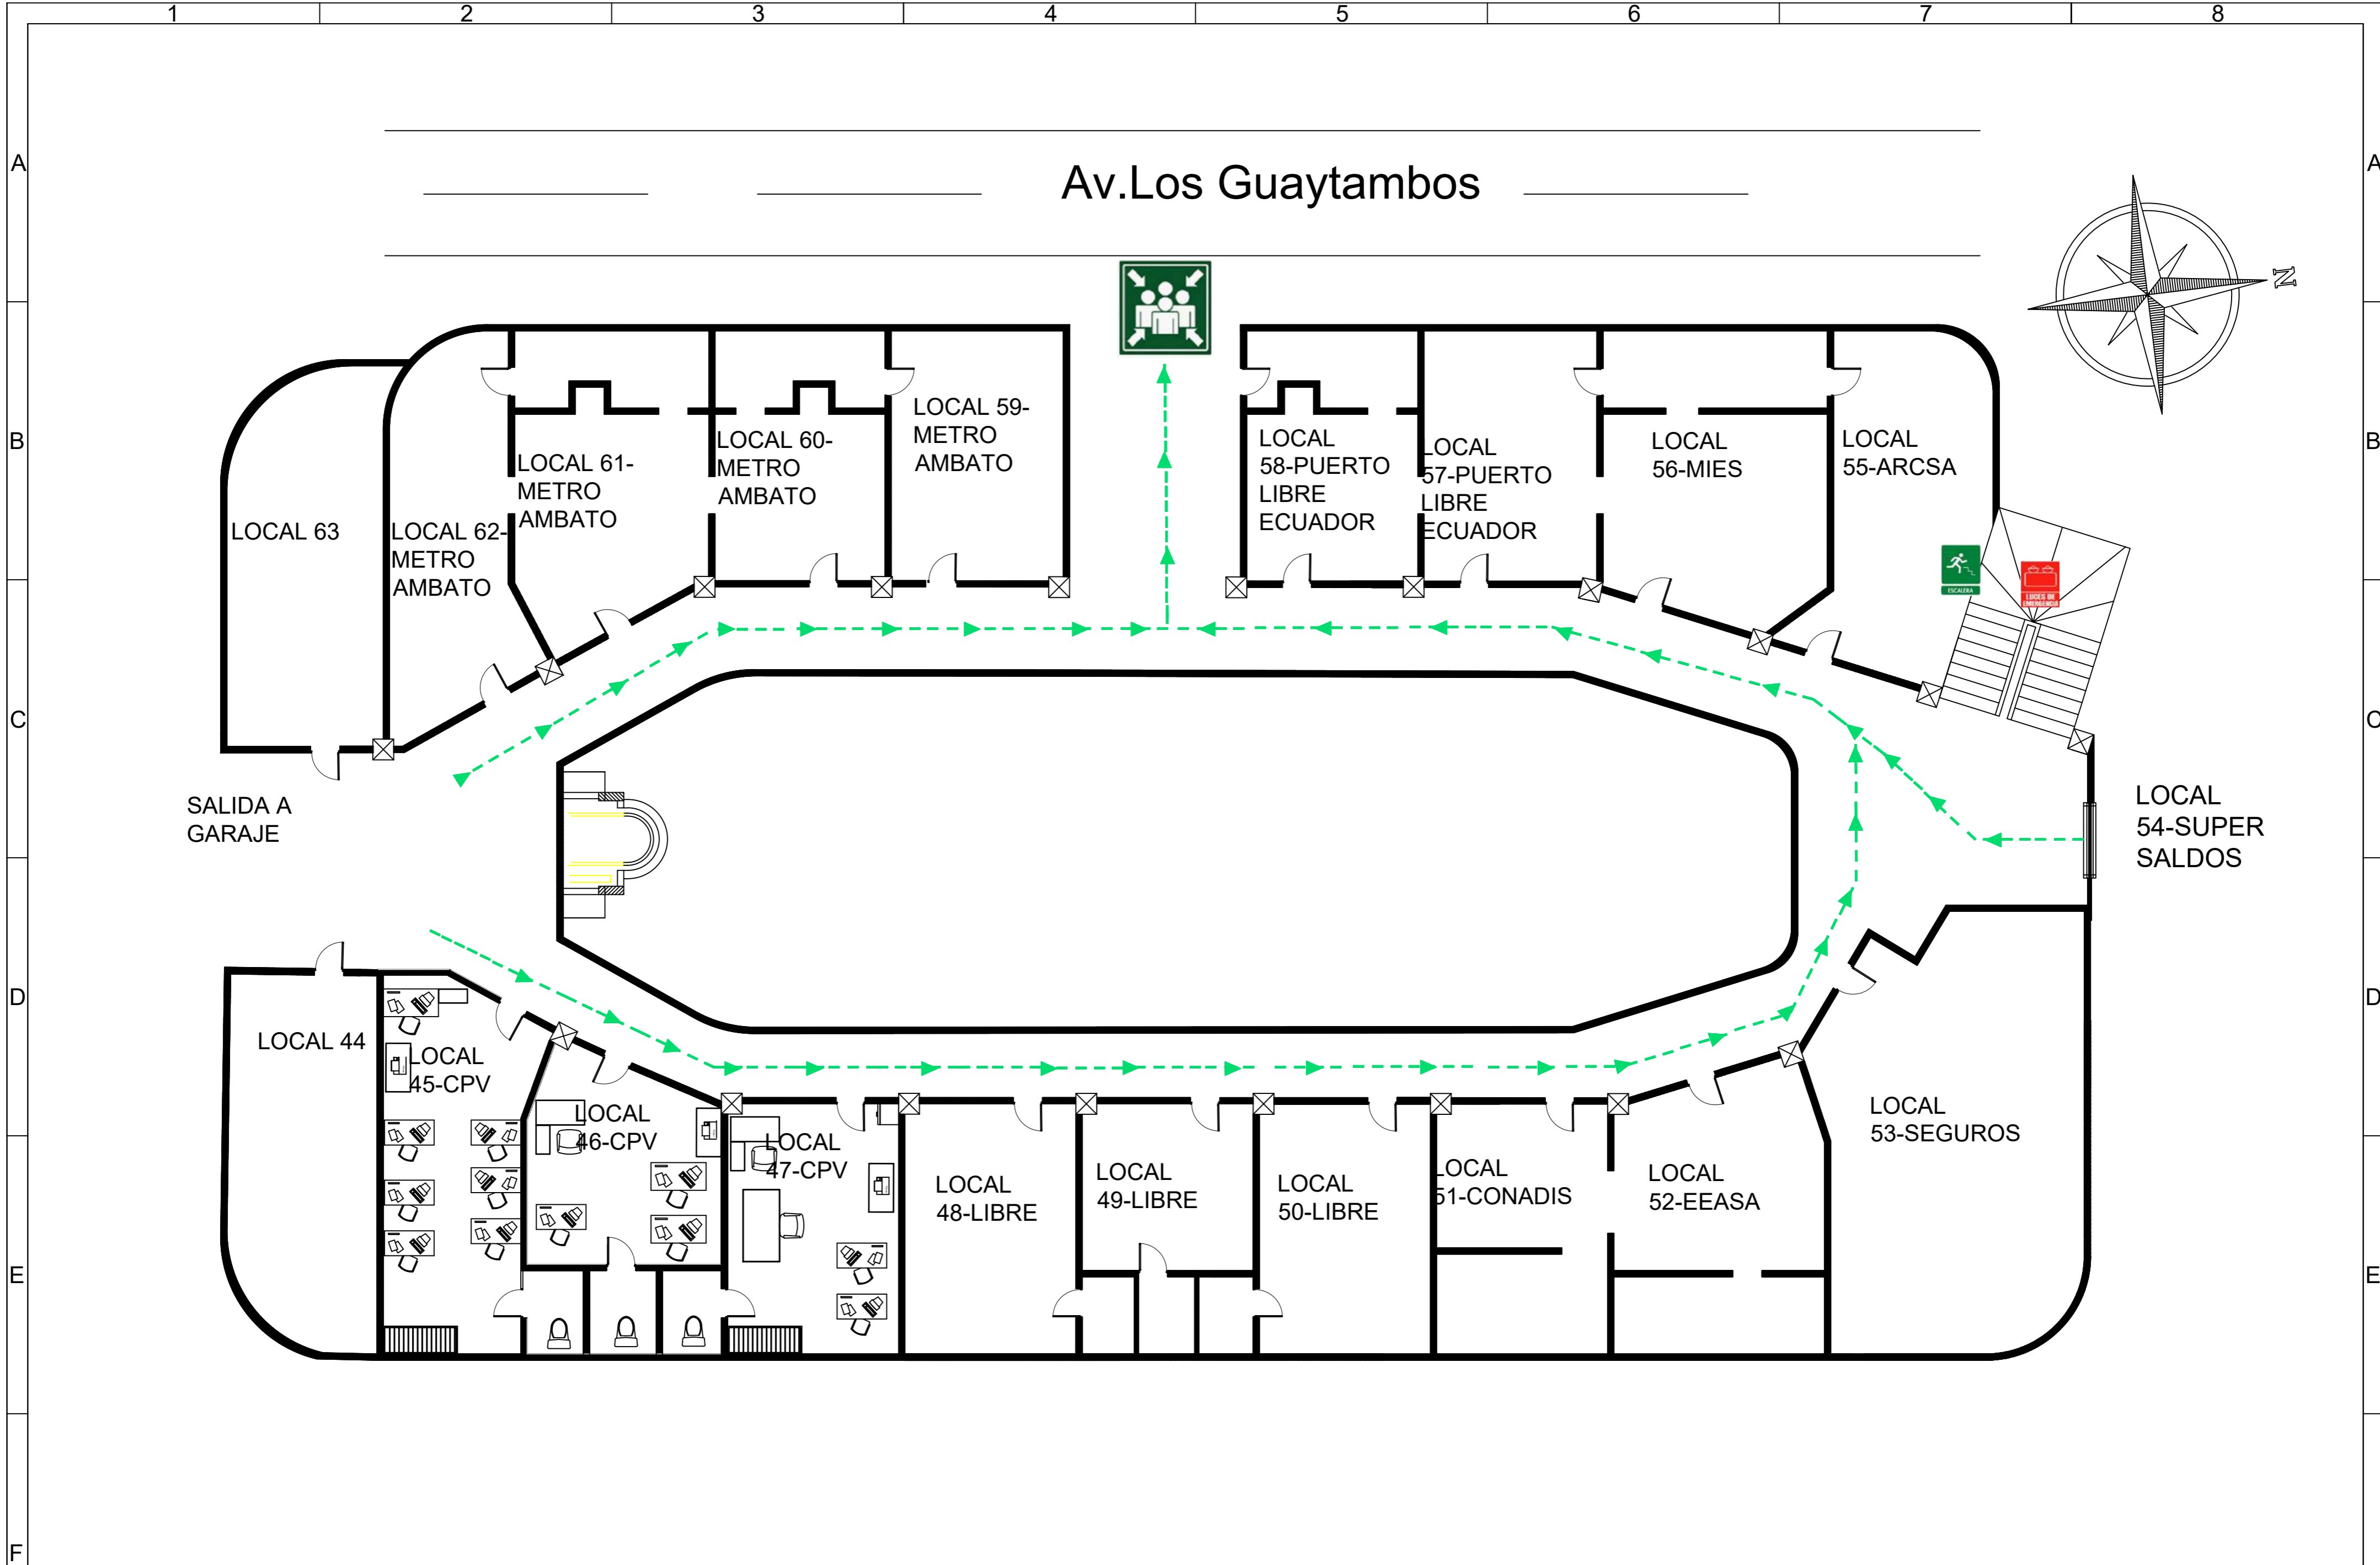 1 2 3 4 5 6 7 8
A A
Av.Los Guaytambos
N
B B
LOCAL 63
LOCAL 62-
METRO
AMBATO
LOCAL 61-
METRO
AMBATO
LOCAL 60-
METRO
AMBATO
LOCAL 59-
METRO
AMBATO
LOCAL
58-PUERTO
LIBRE
ECUADOR
LOCAL
57-PUERTO
LIBRE
ECUADOR
LOCAL
56-MIES
LOCAL
55-ARCSA
ESCALERA
LUCES DE
EMERGENCIA
C C
SALIDA A
GARAJE
LOCAL
54-SUPER
SALDOS
D D
LOCAL 44
LOCAL
45-CPV
LOCAL
46-CPV
LOCAL
47-CPV
LOCAL
48-LIBRE
LOCAL
49-LIBRE
LOCAL
50-LIBRE
LOCAL
51-CONADIS
LOCAL
52-EEASA
LOCAL
53-SEGUROS
E E
F